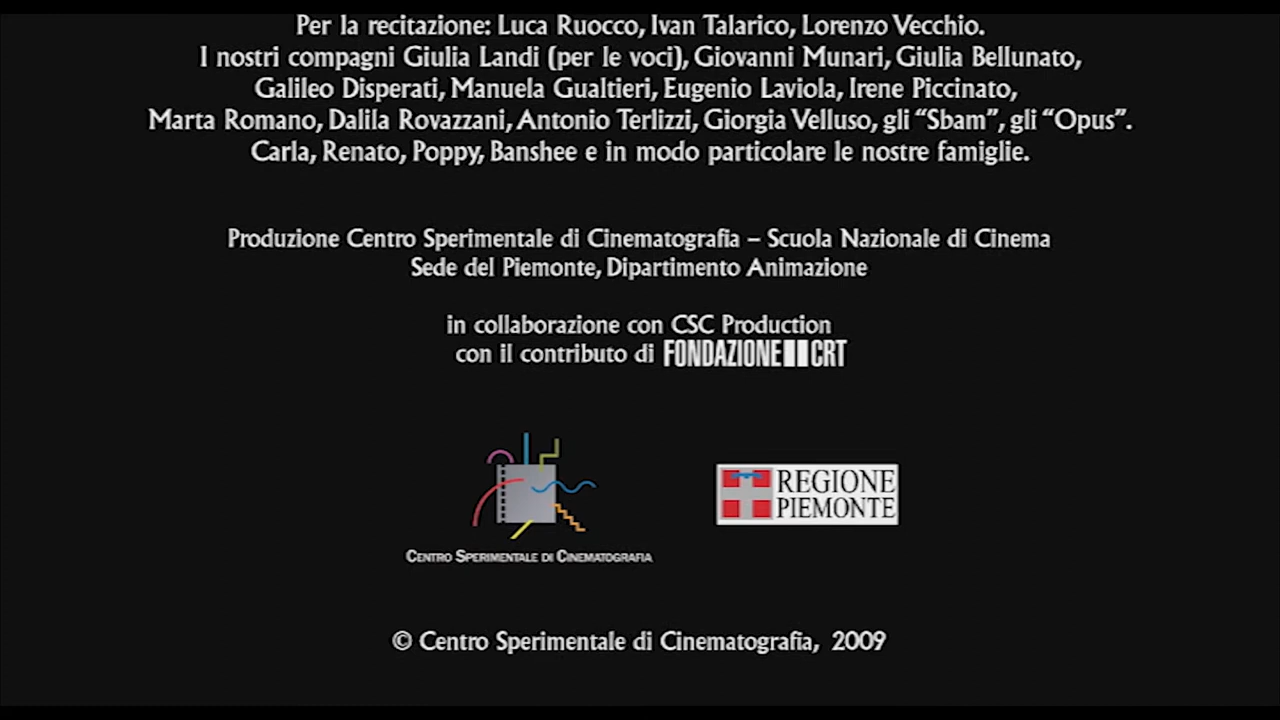 Per la recitazione: Luca Ruocco, Ivan Talarico, Lorenzo Vecchio.
I nostri compagni Giulia Landi (per le voci), Giovanni Munari, Giulia Bellunato,
Galileo Disperati, Manuela Gualtieri, Eugenio Laviola, Irene Piccinato,
Marta Romano, Dalila Rovazzani, Antonio Terlizzi, Giorgia Velluso, gli “Sbam”, gli “Opus”.
Carla, Renato, Poppy, Banshee e in modo particolare le nostre famiglie.
Produzione Centro Sperimentale di Cinematografia – Scuola Nazionale di Cinema
Sede del Piemonte, Dipartimento Animazione
in collaborazione con CSC Production
con il contributo di FONDAZIONE CRT
CENTRO SPERIMENTALE DI CINEMATOGRAFIA
REGIONE
PIEMONTE
© Centro Sperimentale di Cinematografia, 2009